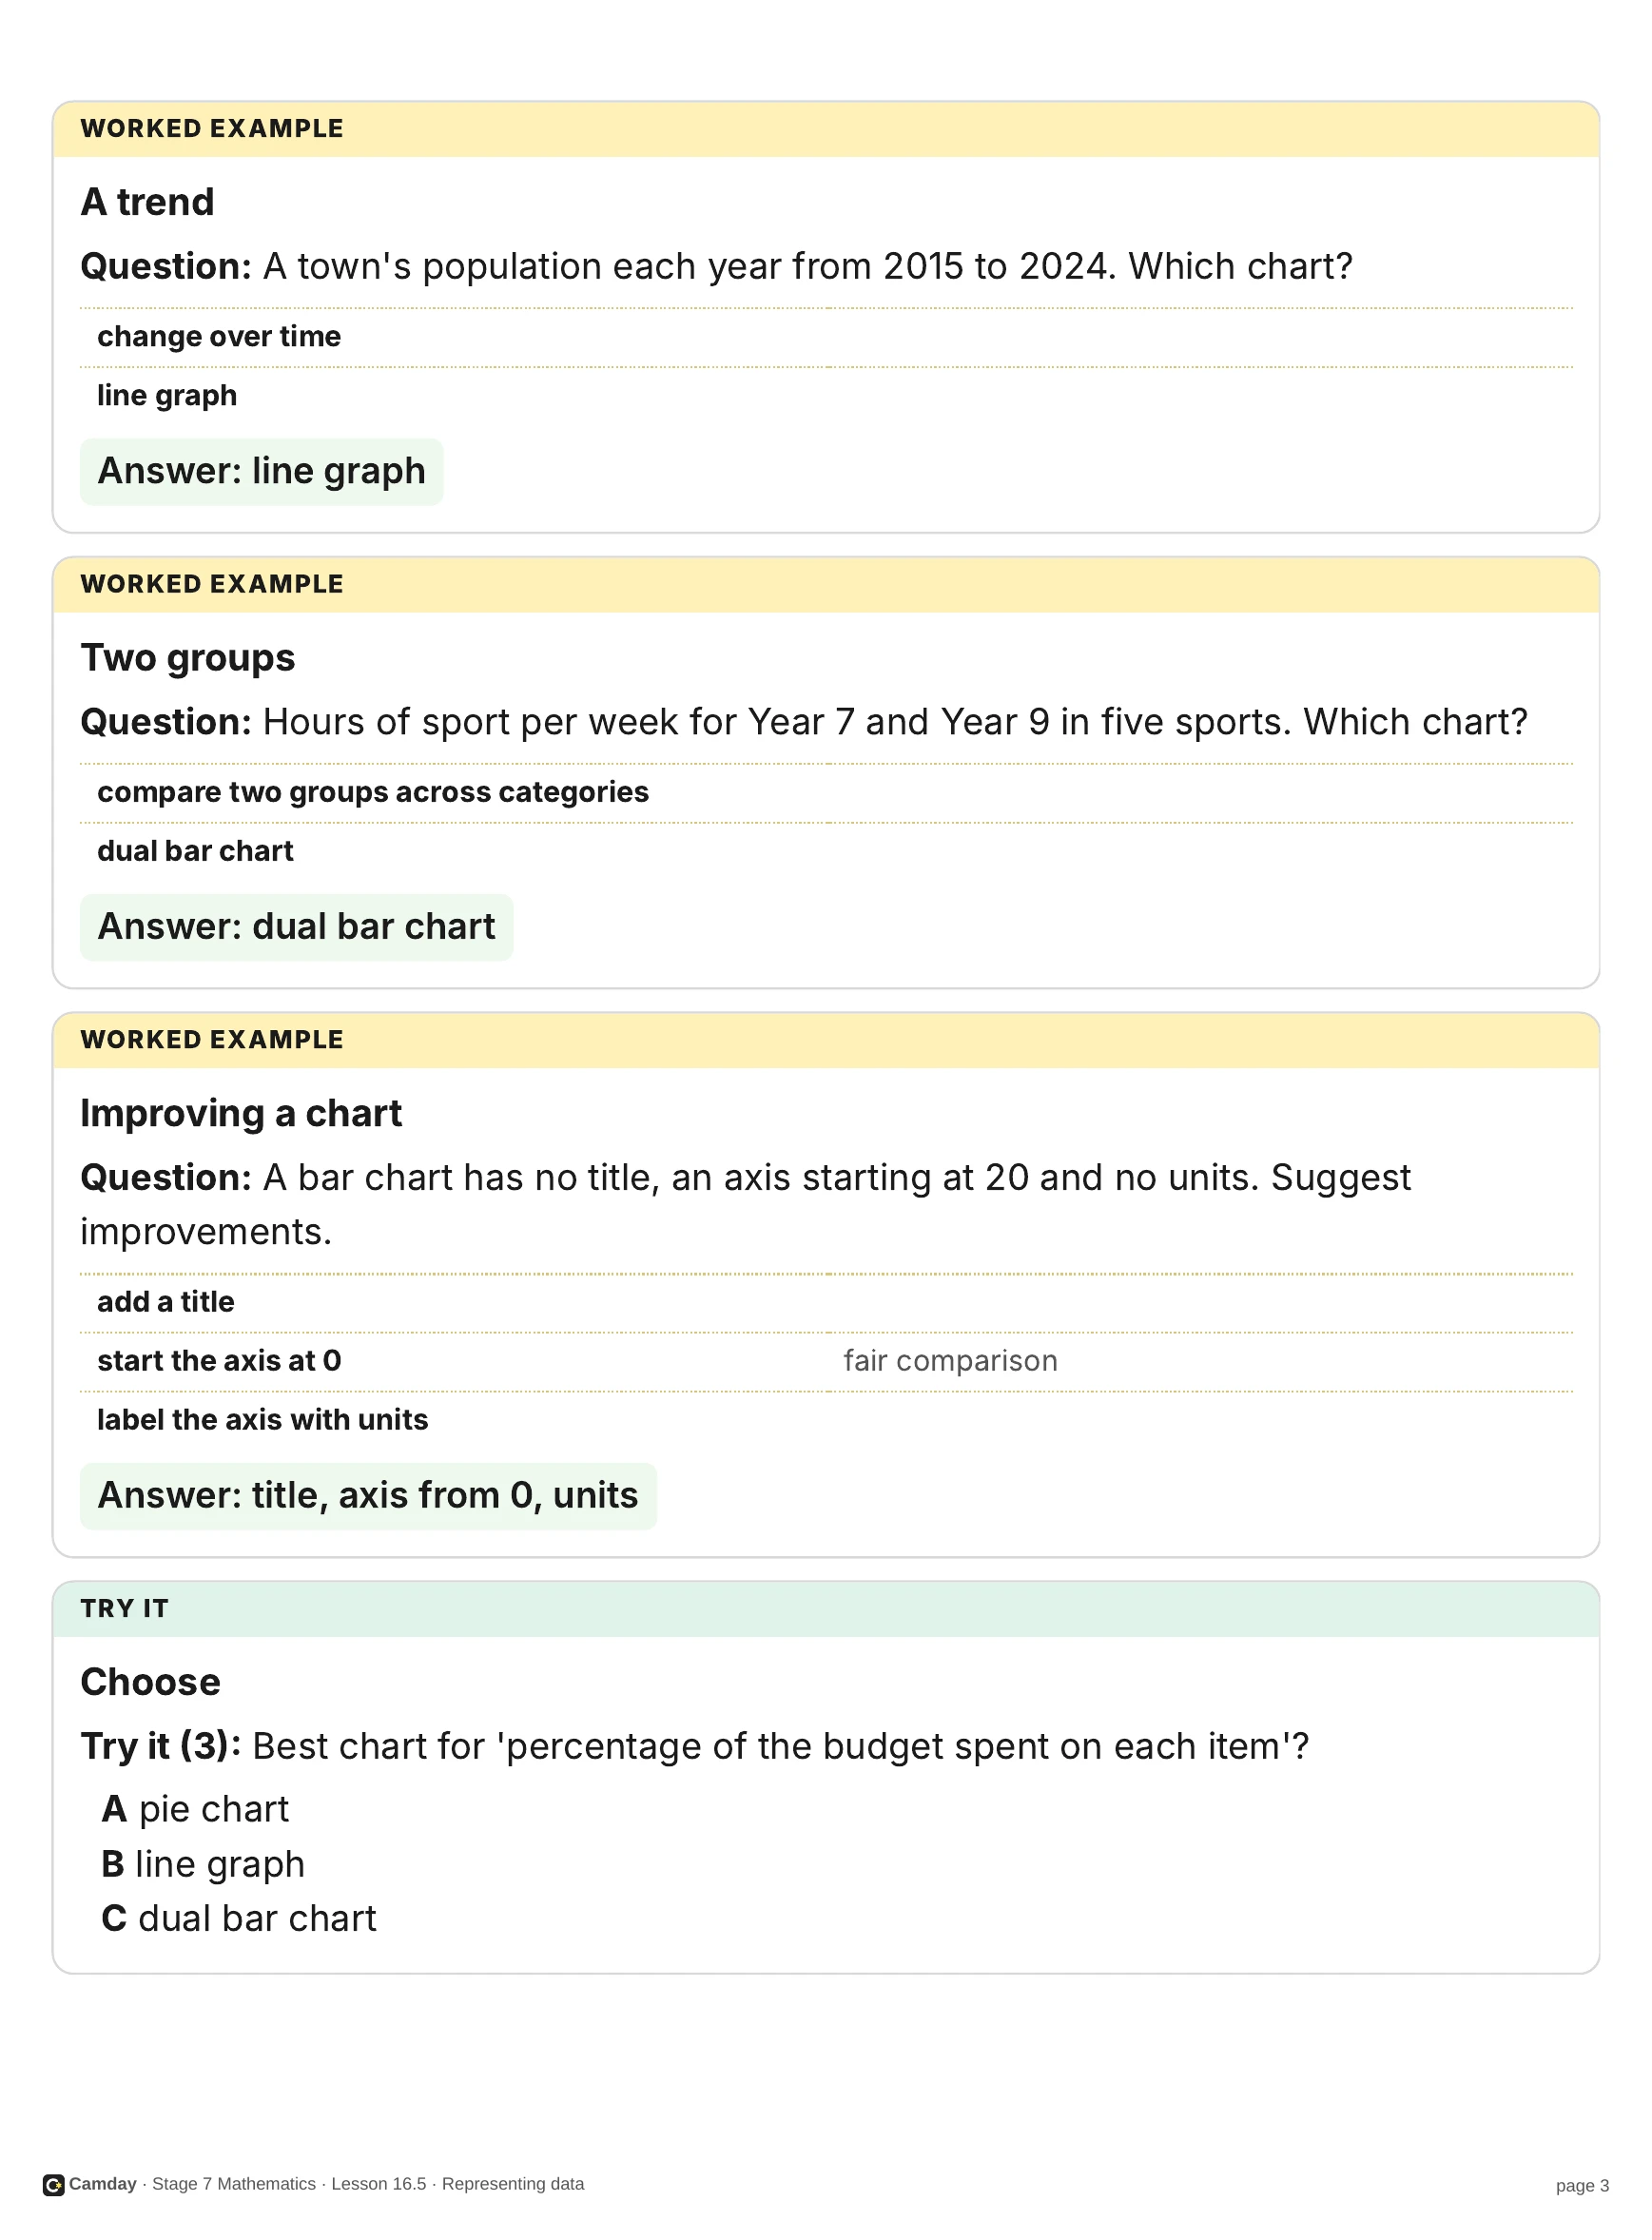 WORKED EXAMPLE
A trend
Question: A town's population each year from 2015 to 2024. Which chart?
change over time
line graph
Answer: line graph
WORKED EXAMPLE
Two groups
Question: Hours of sport per week for Year 7 and Year 9 in five sports. Which chart?
compare two groups across categories
dual bar chart
Answer: dual bar chart
WORKED EXAMPLE
Improving a chart
Question: A bar chart has no title, an axis starting at 20 and no units. Suggest
improvements.
add a title
start the axis at 0 fair comparison
label the axis with units
Answer: title, axis from 0, units
TRY IT
Choose
Try it (3): Best chart for 'percentage of the budget spent on each item'?
A pie chart
B line graph
C dual bar chart
Camday · Stage 7 Mathematics · Lesson 16.5 · Representing data page 3